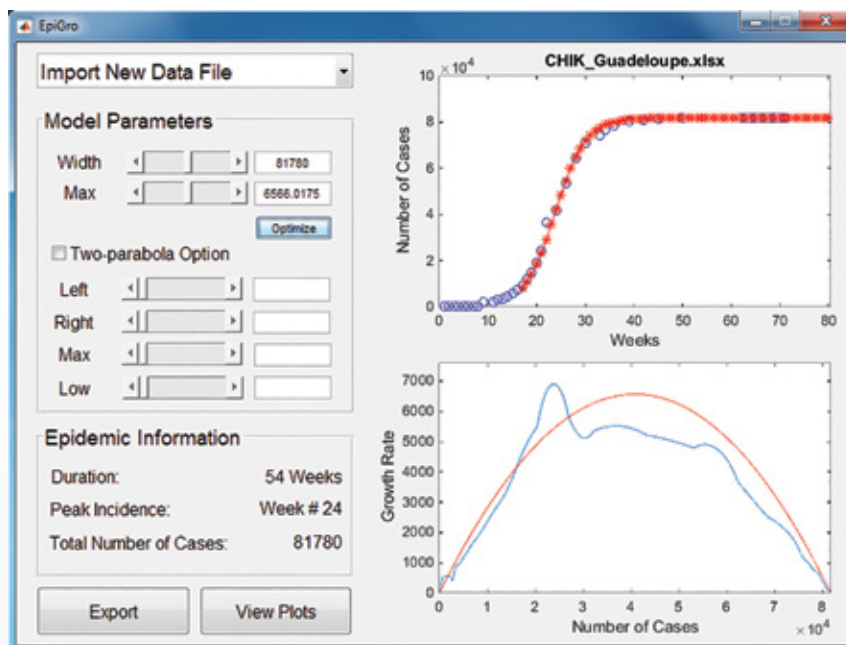 EpiGro
Import New Data File
Model Parameters
Width 81780
Max 6566.0175
Optimize
Two-parabola Option
Left
Right
Max
Low
Epidemic Information
Duration: 54 Weeks
Peak Incidence: Week # 24
Total Number of Cases: 81780
Export View Plots
CHIK_Guadeloupe.xlsx
× 10⁴
10
8
6
4
2
0
Number of Cases
0 10 20 30 40 50 60 70 80
Weeks
7000
6000
5000
4000
3000
2000
1000
0
Growth Rate
0 1 2 3 4 5 6 7 8
Number of Cases × 10⁴